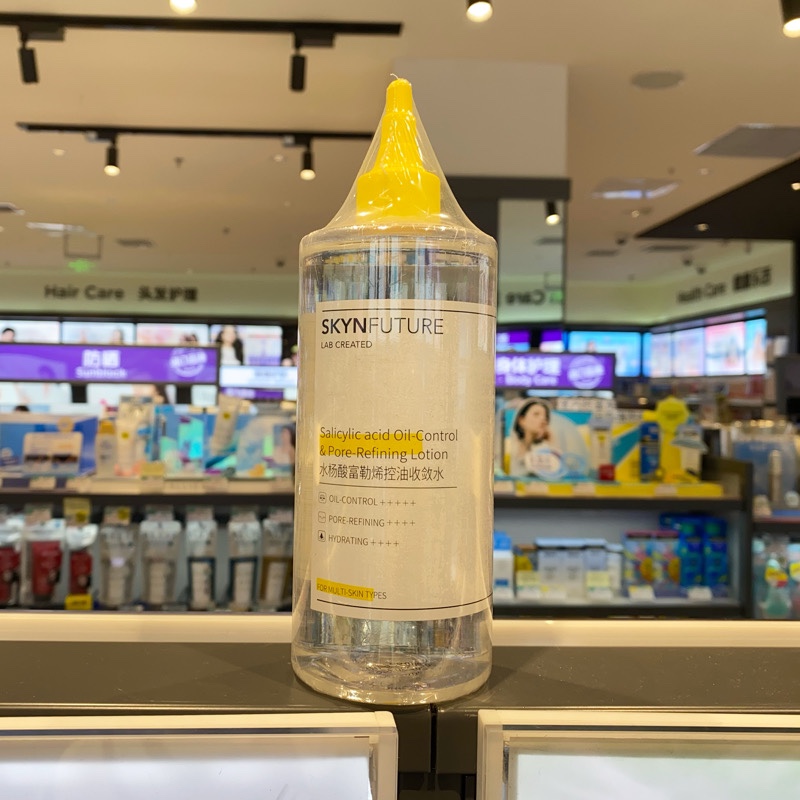 Hair Care 头发护理
防晒
Sunblock
Care
Body Care
SKYNFUTURE
LAB CREATED
Salicylic acid Oil-Control
& Pore-Refining Lotion
水杨酸富勒烯控油收敛水
OIL-CONTROL +++++
PORE-REFINING ++++
HYDRATING ++++
FOR MULTI-SKIN TYPES